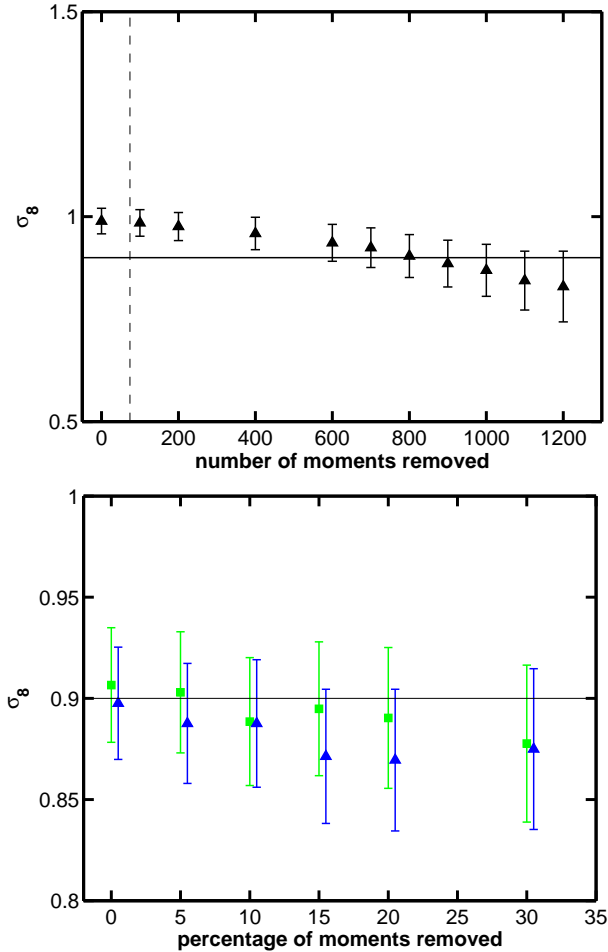 1.5
1
0.5
σ8
0 200 400 600 800 1000 1200
number of moments removed
1
0.95
0.9
0.85
0.8
σ8
0 5 10 15 20 25 30 35
percentage of moments removed